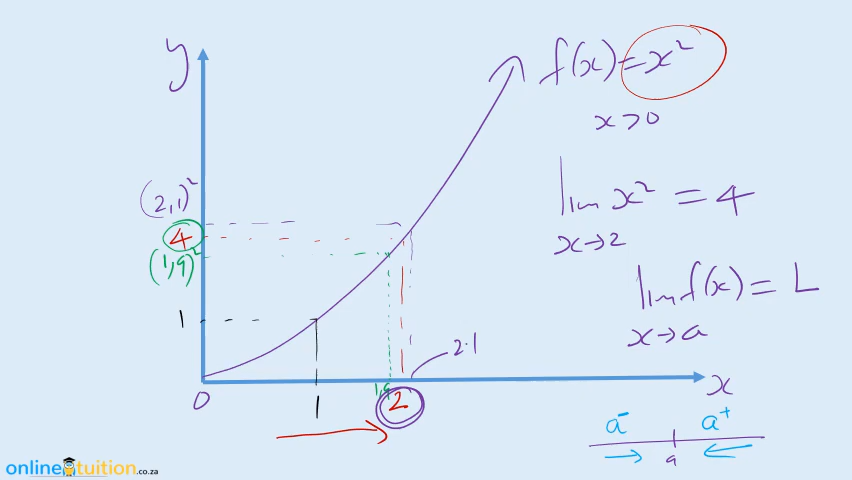 y
f(x) = x²
x > 0
(2,1)²
4
(1,9)²
1
lim x² = 4
x→2
lim f(x) = L
x→a
2.1
0
1
1,9
2
x
a⁻ a⁺
a
onlinetuition.co.za